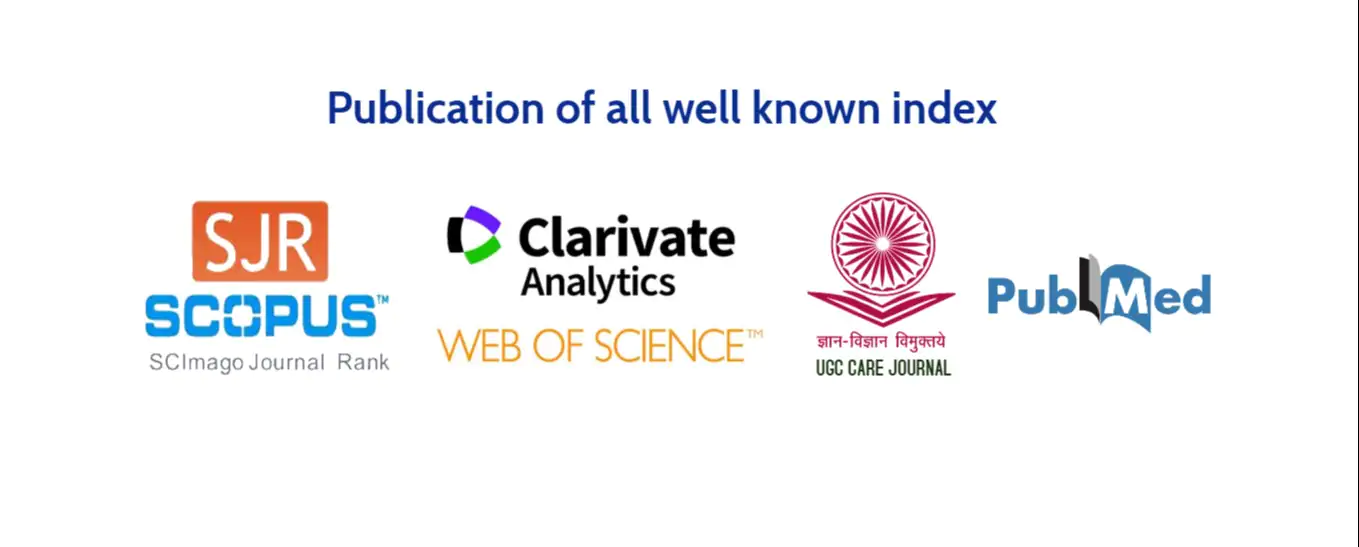 Publication of all well known index
SJR
SCOPUS™
SCImago Journal Rank
Clarivate
Analytics
WEB OF SCIENCE™
ज्ञान-विज्ञान विमुक्तये
UGC CARE JOURNAL
PubMed